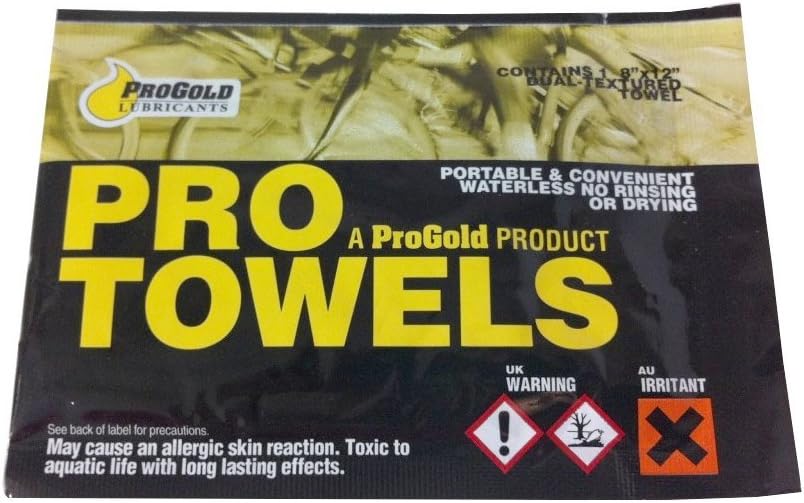 PROGOLD
LUBRICANTS
CONTAINS 1 8"x12"
DUAL-TEXTURED
TOWEL
PORTABLE & CONVENIENT
WATERLESS NO RINSING
OR DRYING
PRO
A ProGold PRODUCT
TOWELS
UK
WARNING
AU
IRRITANT
See back of label for precautions.
May cause an allergic skin reaction. Toxic to
aquatic life with long lasting effects.